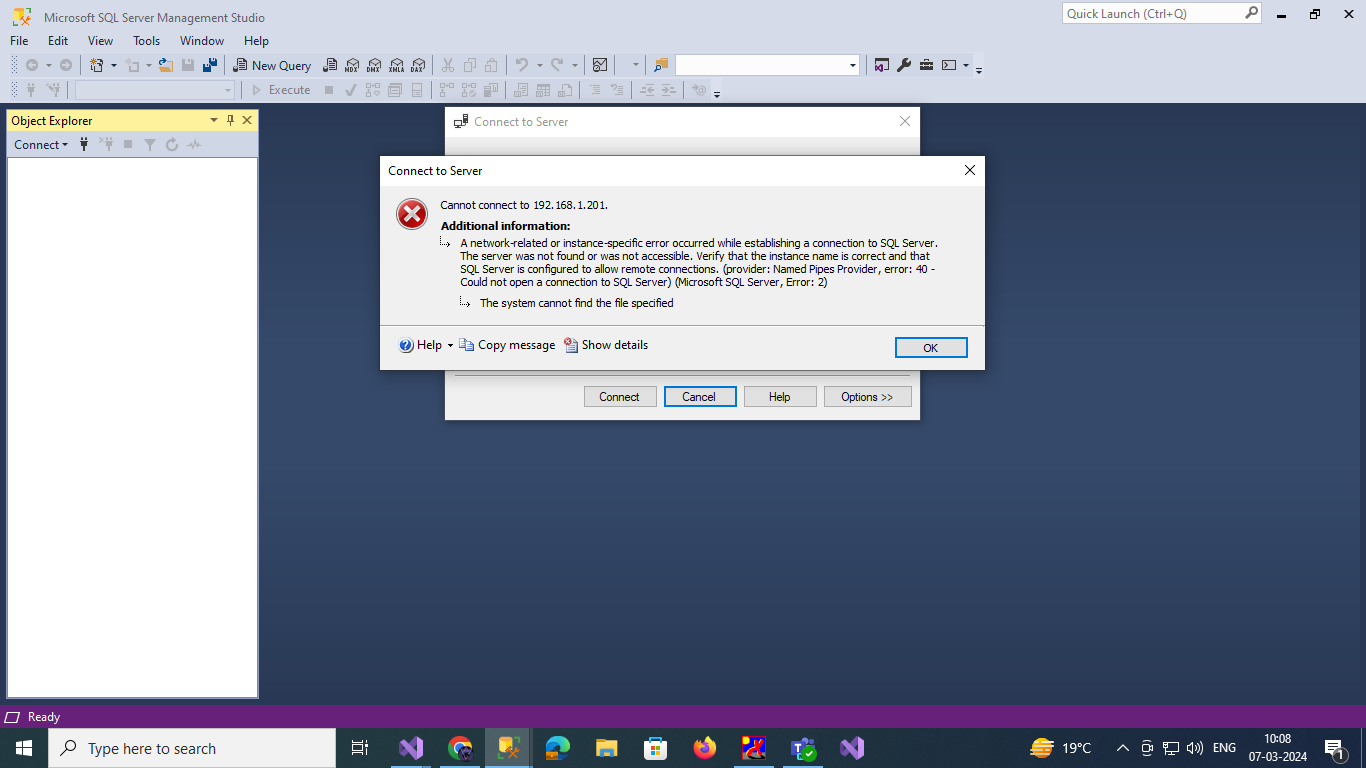 Microsoft SQL Server Management Studio
Quick Launch (Ctrl+Q)
File Edit View Tools Window Help
New Query MDX DMX XMLA DAX
Execute
Object Explorer
Connect
Connect to Server
Connect to Server
Cannot connect to 192.168.1.201.
Additional information:
A network-related or instance-specific error occurred while establishing a connection to SQL Server.
The server was not found or was not accessible. Verify that the instance name is correct and that
SQL Server is configured to allow remote connections. (provider: Named Pipes Provider, error: 40 -
Could not open a connection to SQL Server) (Microsoft SQL Server, Error: 2)
The system cannot find the file specified
Help Copy message Show details OK
Connect Cancel Help Options >>
Ready
Type here to search
19°C ENG
10:08
07-03-2024
1